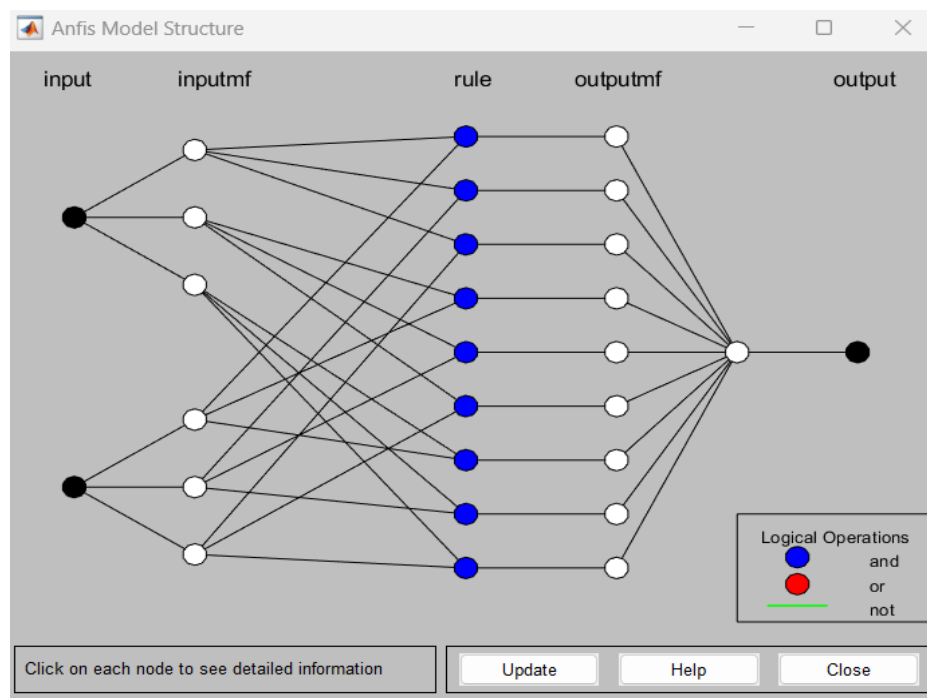 Anfis Model Structure
input inputmf rule outputmf output
Logical Operations
and
or
not
Click on each node to see detailed information
Update Help Close